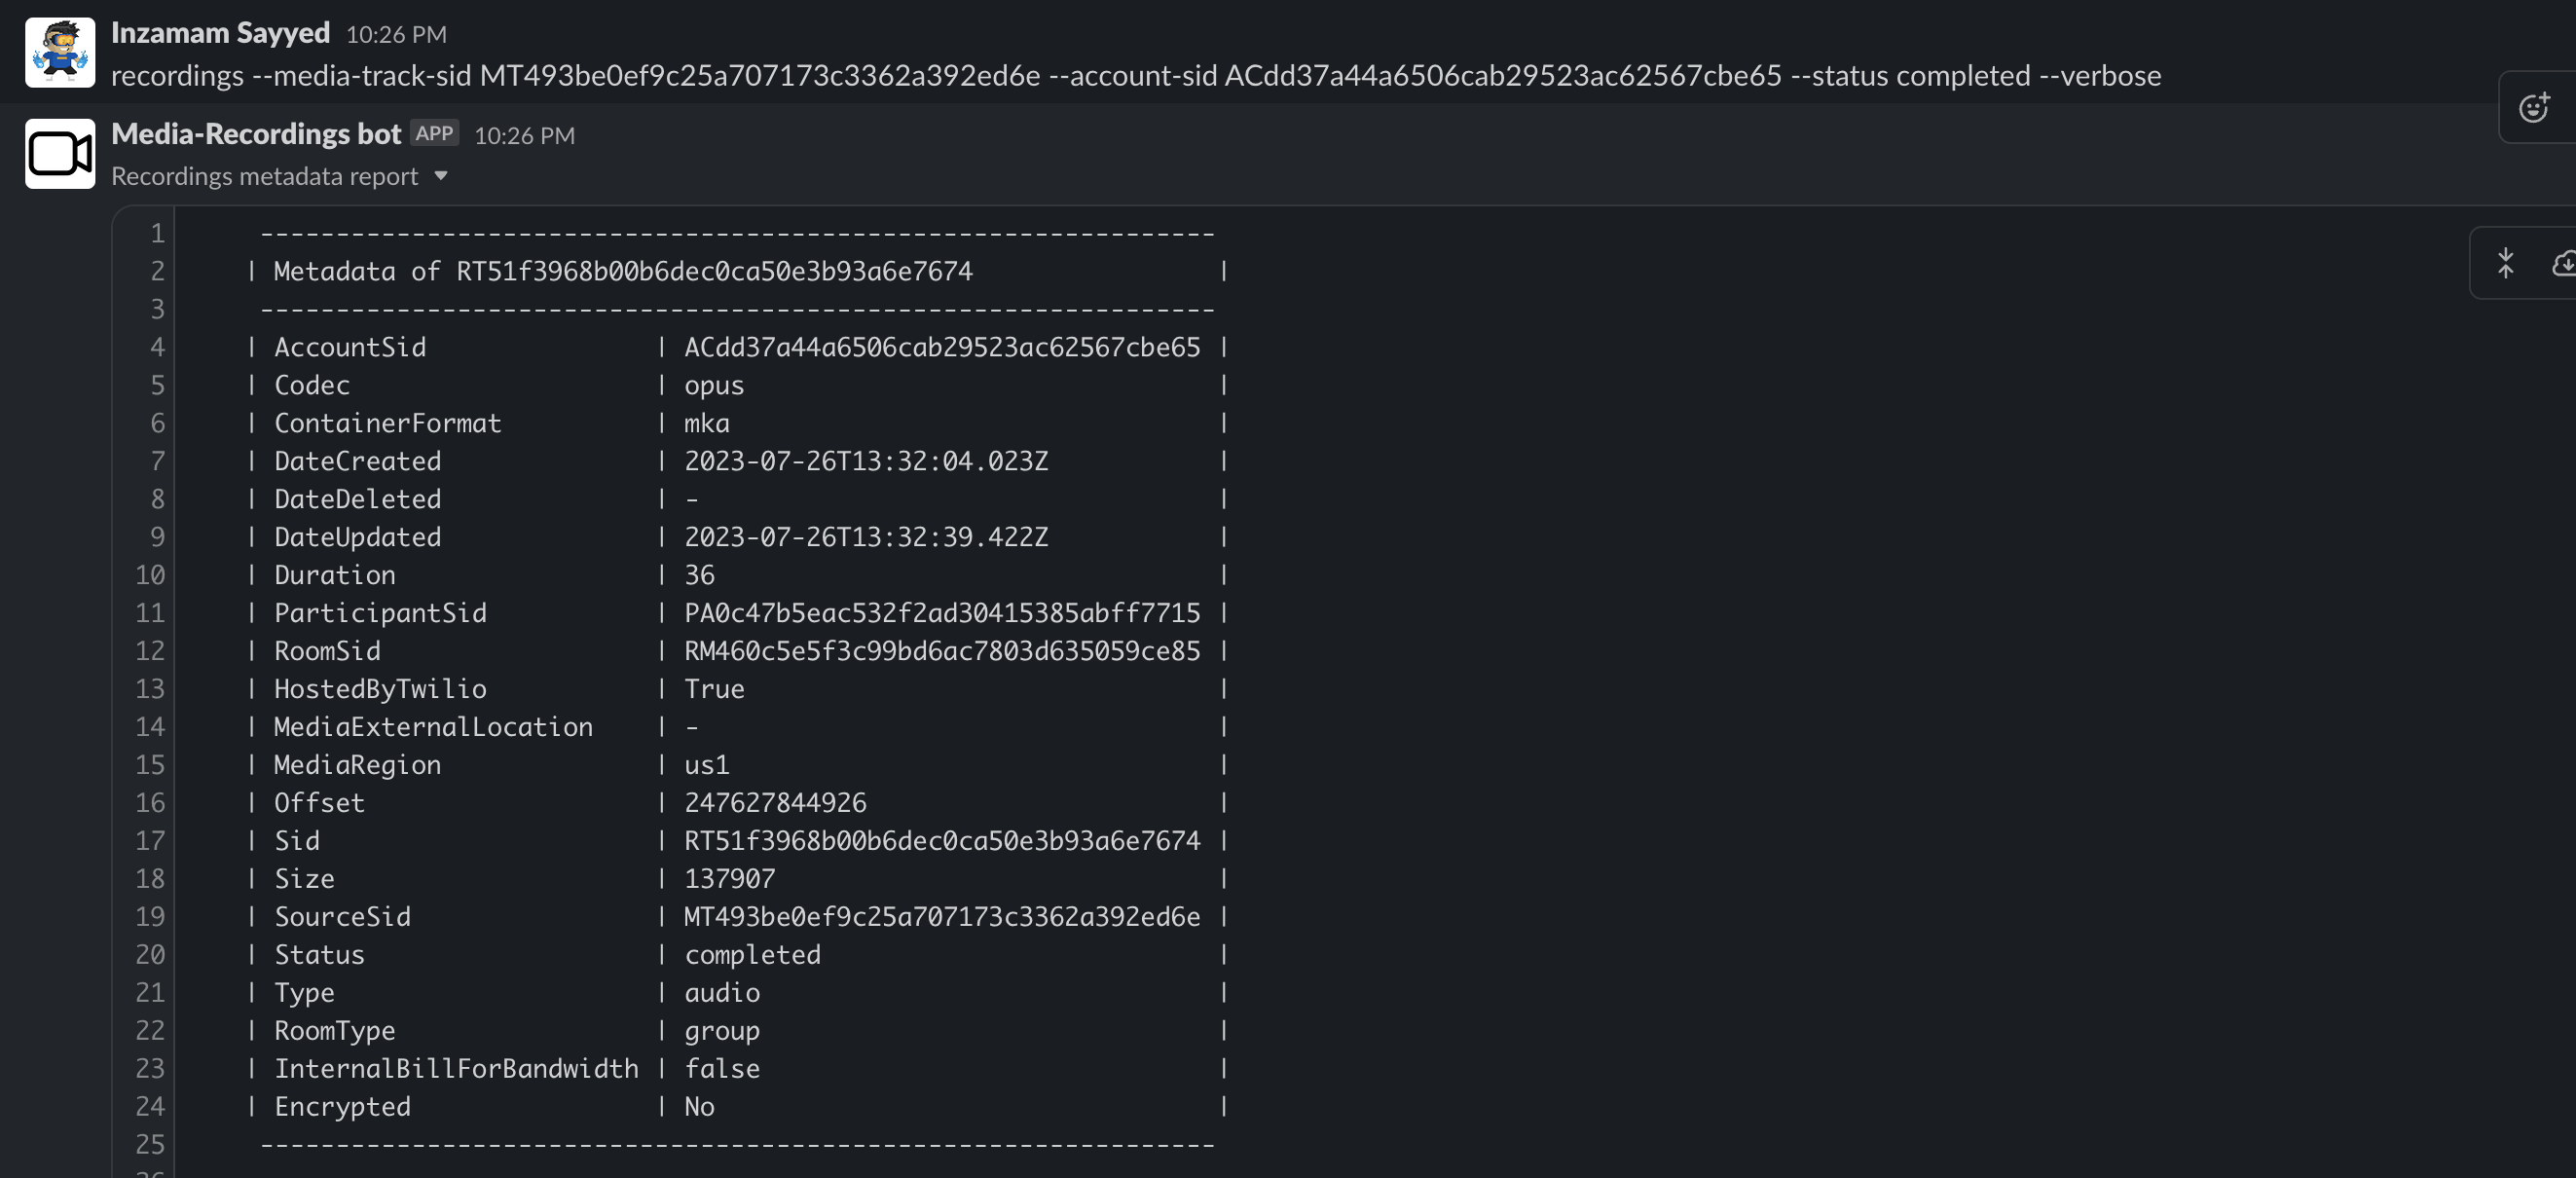 Inzamam Sayyed 10:26 PM
recordings --media-track-sid MT493be0ef9c25a707173c3362a392ed6e --account-sid ACdd37a44a6506cab29523ac62567cbe65 --status completed --verbose
Media-Recordings bot APP 10:26 PM
Recordings metadata report
1 ---------------------------------------------------------------
2 | Metadata of RT51f3968b00b6dec0ca50e3b93a6e7674 |
3 ---------------------------------------------------------------
4 | AccountSid | ACdd37a44a6506cab29523ac62567cbe65 |
5 | Codec | opus |
6 | ContainerFormat | mka |
7 | DateCreated | 2023-07-26T13:32:04.023Z |
8 | DateDeleted | - |
9 | DateUpdated | 2023-07-26T13:32:39.422Z |
10 | Duration | 36 |
11 | ParticipantSid | PA0c47b5eac532f2ad30415385abff7715 |
12 | RoomSid | RM460c5e5f3c99bd6ac7803d635059ce85 |
13 | HostedByTwilio | True |
14 | MediaExternalLocation | - |
15 | MediaRegion | us1 |
16 | Offset | 247627844926 |
17 | Sid | RT51f3968b00b6dec0ca50e3b93a6e7674 |
18 | Size | 137907 |
19 | SourceSid | MT493be0ef9c25a707173c3362a392ed6e |
20 | Status | completed |
21 | Type | audio |
22 | RoomType | group |
23 | InternalBillForBandwidth | false |
24 | Encrypted | No |
25 ---------------------------------------------------------------